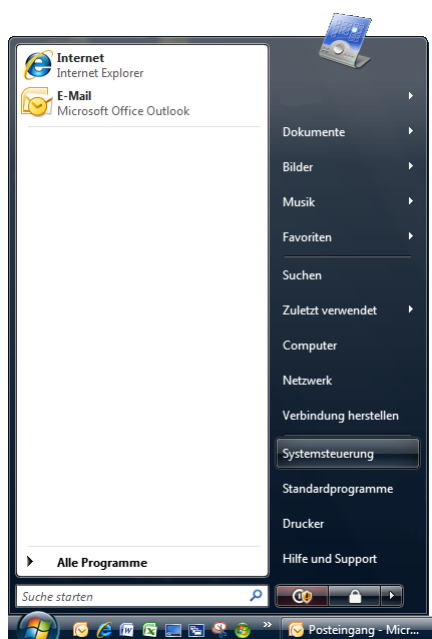 Internet
Internet Explorer
E-Mail
Microsoft Office Outlook
Alle Programme
Suche starten
Dokumente
Bilder
Musik
Favoriten
Suchen
Zuletzt verwendet
Computer
Netzwerk
Verbindung herstellen
Systemsteuerung
Standardprogramme
Drucker
Hilfe und Support
Posteingang - Micr...